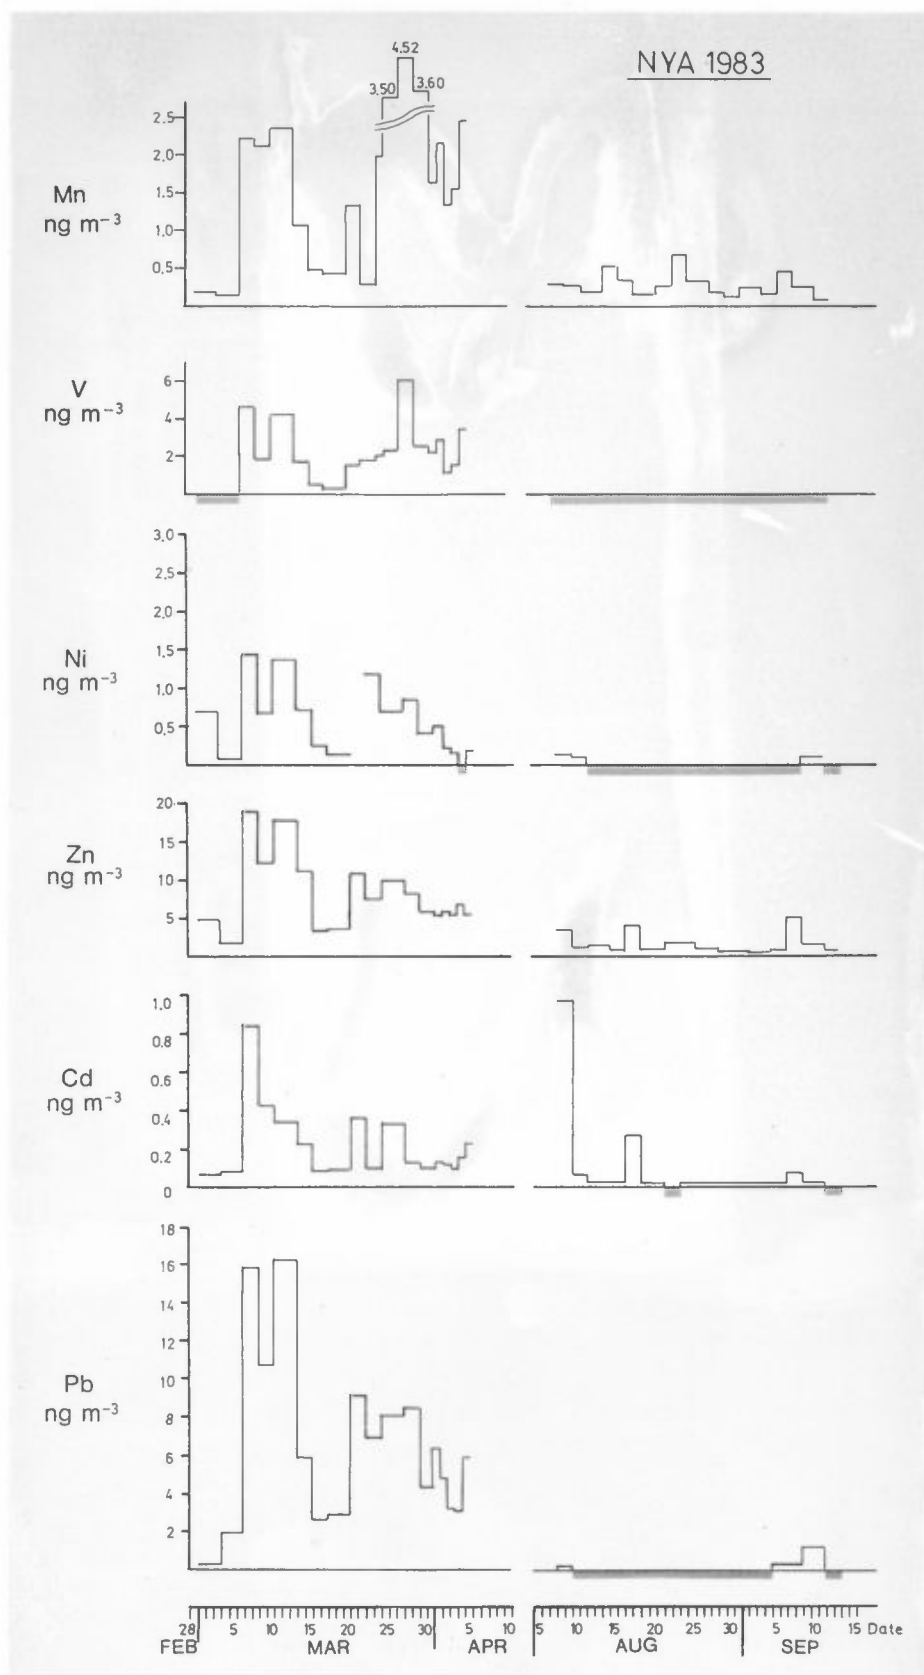 NYA 1983
4.52
3.50 3.60
2.5
2.0
1.5
1.0
0.5
Mn
ng m⁻³
6
4
2
V
ng m⁻³
3.0
2.5
2.0
1.5
1.0
0.5
Ni
ng m⁻³
20
15
10
5
Zn
ng m⁻³
1.0
0.8
0.6
0.4
0.2
0
Cd
ng m⁻³
18
16
14
12
10
8
6
4
2
Pb
ng m⁻³
28 5 10 15 20 25 30 5 10 5 10 15 20 25 30 5 10 15 Date
FEB MAR APR AUG SEP